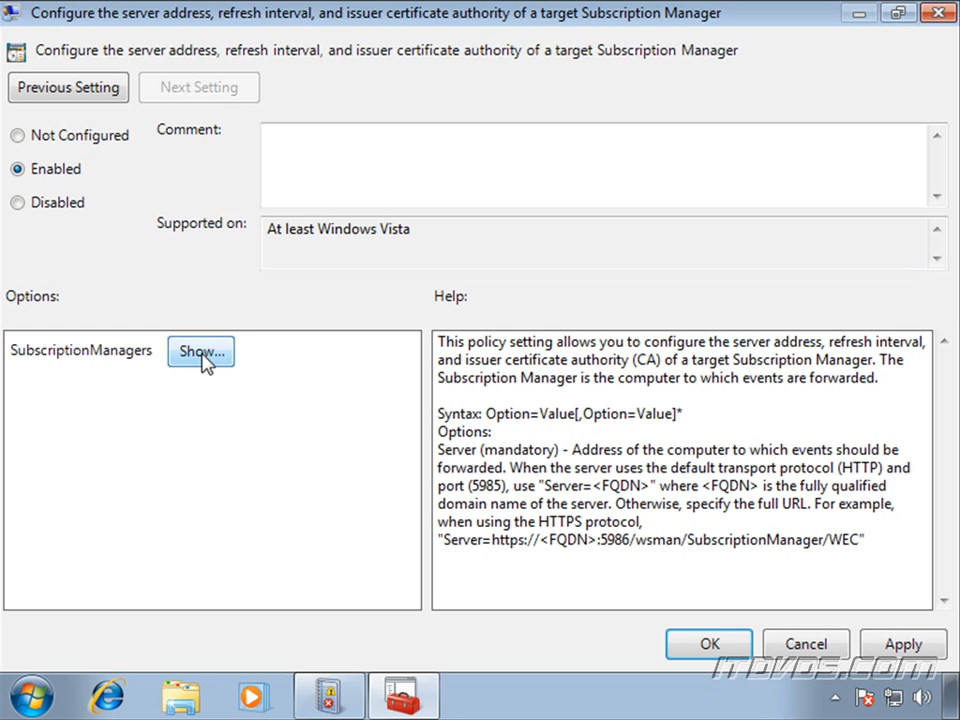 Configure the server address, refresh interval, and issuer certificate authority of a target Subscription Manager
Configure the server address, refresh interval, and issuer certificate authority of a target Subscription Manager
Previous Setting
Next Setting
Not Configured
Comment:
Enabled
Disabled
Supported on:
At least Windows Vista
Options:
Help:
SubscriptionManagers
Show...
This policy setting allows you to configure the server address, refresh interval,
and issuer certificate authority (CA) of a target Subscription Manager. The
Subscription Manager is the computer to which events are forwarded.
Syntax: Option=Value[,Option=Value]*
Options:
Server (mandatory) - Address of the computer to which events should be
forwarded. When the server uses the default transport protocol (HTTP) and
port (5985), use "Server=<FQDN>" where <FQDN> is the fully qualified
domain name of the server. Otherwise, specify the full URL. For example,
when using the HTTPS protocol,
"Server=https://<FQDN>:5986/wsman/SubscriptionManager/WEC"
OK
Cancel
Apply
itdvds.com